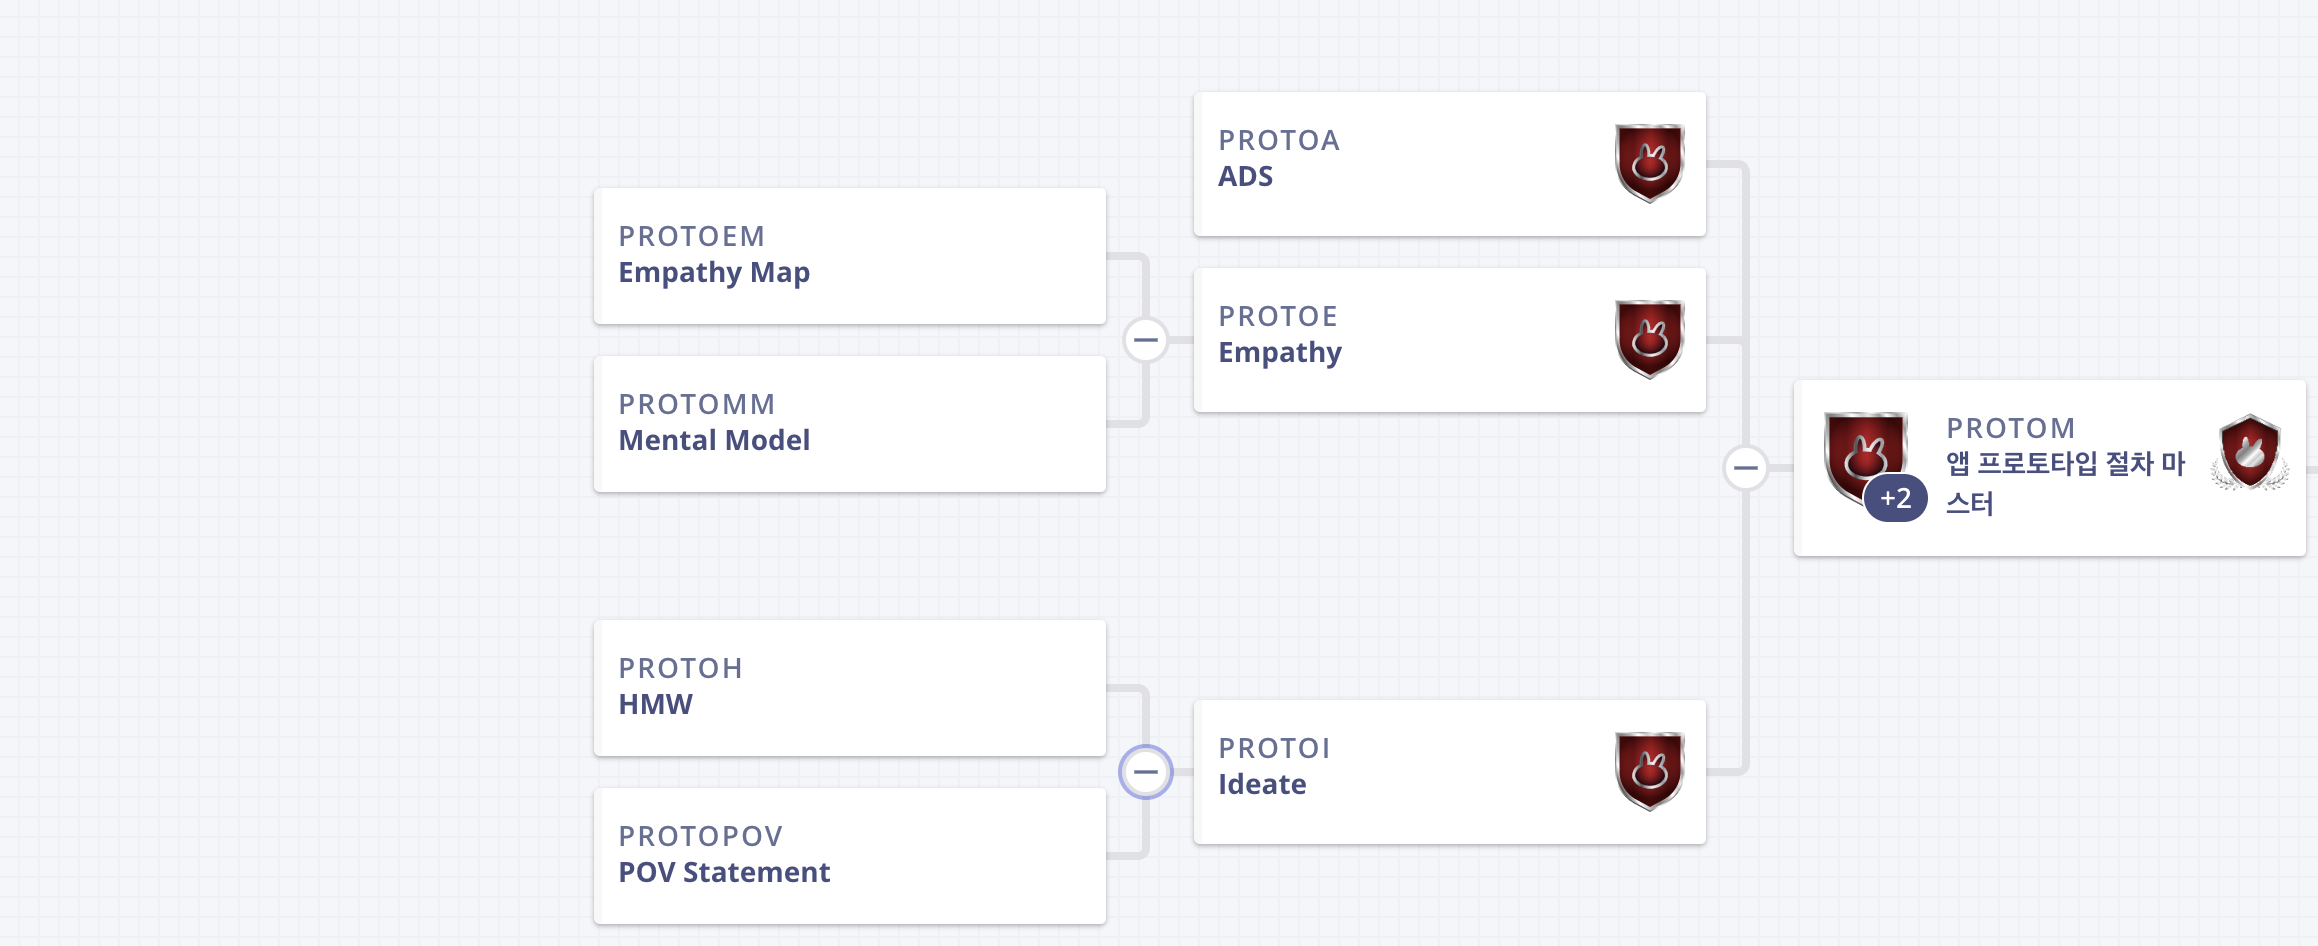 PROTOA
ADS
PROTOEM
Empathy Map
PROTOE
Empathy
PROTOMM
Mental Model
PROTOM
앱 프로토타입 절차 마
스터
+2
PROTOH
HMW
PROTOI
Ideate
PROTOPOV
POV Statement